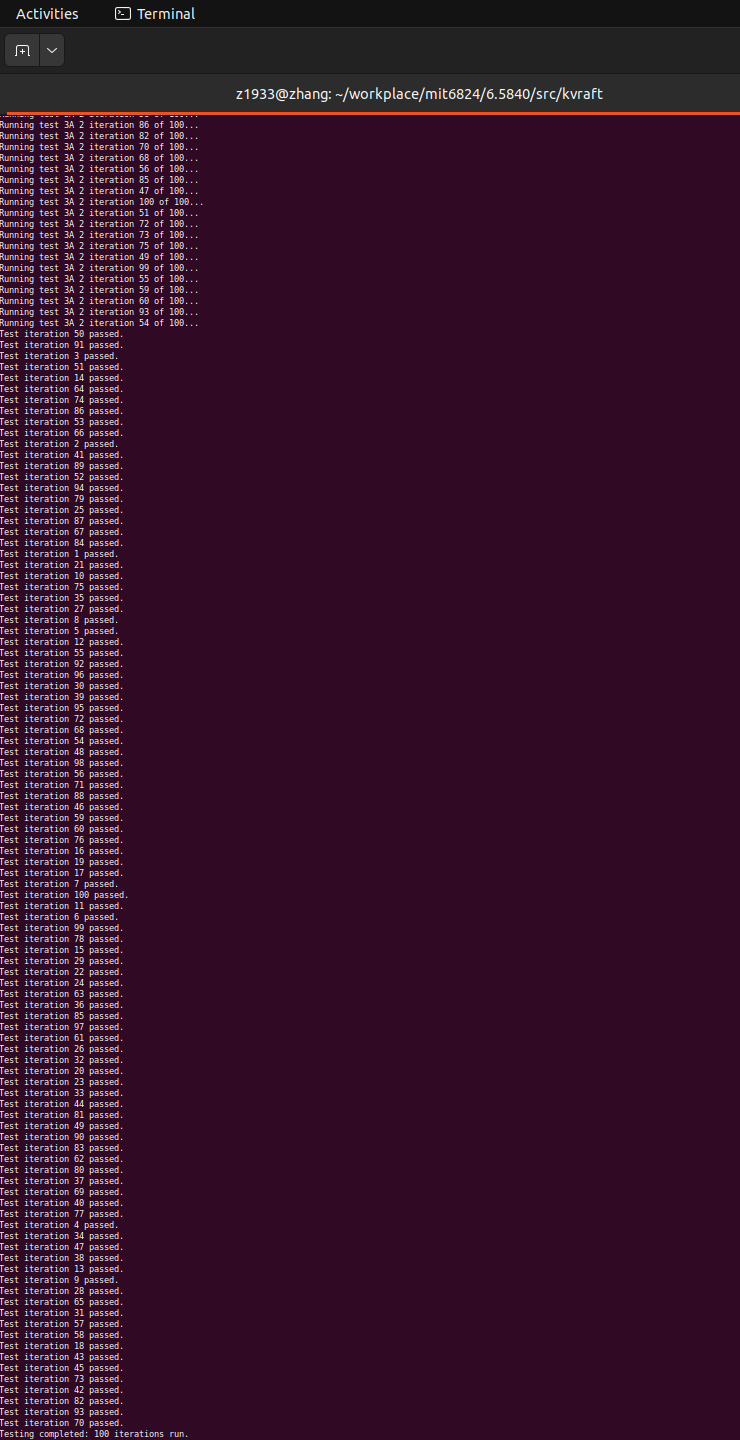 Activities
Terminal
z1933@zhang: ~/workplace/mit6824/6.5840/src/kvraft
Running test 3A 2 iteration 86 of 100...
Running test 3A 2 iteration 82 of 100...
Running test 3A 2 iteration 70 of 100...
Running test 3A 2 iteration 68 of 100...
Running test 3A 2 iteration 56 of 100...
Running test 3A 2 iteration 85 of 100...
Running test 3A 2 iteration 47 of 100...
Running test 3A 2 iteration 100 of 100...
Running test 3A 2 iteration 51 of 100...
Running test 3A 2 iteration 72 of 100...
Running test 3A 2 iteration 73 of 100...
Running test 3A 2 iteration 75 of 100...
Running test 3A 2 iteration 49 of 100...
Running test 3A 2 iteration 99 of 100...
Running test 3A 2 iteration 55 of 100...
Running test 3A 2 iteration 59 of 100...
Running test 3A 2 iteration 60 of 100...
Running test 3A 2 iteration 93 of 100...
Running test 3A 2 iteration 54 of 100...
Test iteration 50 passed.
Test iteration 91 passed.
Test iteration 3 passed.
Test iteration 51 passed.
Test iteration 14 passed.
Test iteration 64 passed.
Test iteration 74 passed.
Test iteration 86 passed.
Test iteration 53 passed.
Test iteration 66 passed.
Test iteration 2 passed.
Test iteration 41 passed.
Test iteration 89 passed.
Test iteration 52 passed.
Test iteration 94 passed.
Test iteration 79 passed.
Test iteration 25 passed.
Test iteration 87 passed.
Test iteration 67 passed.
Test iteration 84 passed.
Test iteration 1 passed.
Test iteration 21 passed.
Test iteration 10 passed.
Test iteration 75 passed.
Test iteration 35 passed.
Test iteration 27 passed.
Test iteration 8 passed.
Test iteration 5 passed.
Test iteration 12 passed.
Test iteration 55 passed.
Test iteration 92 passed.
Test iteration 96 passed.
Test iteration 30 passed.
Test iteration 39 passed.
Test iteration 95 passed.
Test iteration 72 passed.
Test iteration 68 passed.
Test iteration 54 passed.
Test iteration 48 passed.
Test iteration 98 passed.
Test iteration 56 passed.
Test iteration 71 passed.
Test iteration 88 passed.
Test iteration 46 passed.
Test iteration 59 passed.
Test iteration 60 passed.
Test iteration 76 passed.
Test iteration 16 passed.
Test iteration 19 passed.
Test iteration 17 passed.
Test iteration 7 passed.
Test iteration 100 passed.
Test iteration 11 passed.
Test iteration 6 passed.
Test iteration 99 passed.
Test iteration 78 passed.
Test iteration 15 passed.
Test iteration 29 passed.
Test iteration 22 passed.
Test iteration 24 passed.
Test iteration 63 passed.
Test iteration 36 passed.
Test iteration 85 passed.
Test iteration 97 passed.
Test iteration 61 passed.
Test iteration 26 passed.
Test iteration 32 passed.
Test iteration 20 passed.
Test iteration 23 passed.
Test iteration 33 passed.
Test iteration 44 passed.
Test iteration 81 passed.
Test iteration 49 passed.
Test iteration 90 passed.
Test iteration 83 passed.
Test iteration 62 passed.
Test iteration 80 passed.
Test iteration 37 passed.
Test iteration 69 passed.
Test iteration 40 passed.
Test iteration 77 passed.
Test iteration 4 passed.
Test iteration 34 passed.
Test iteration 47 passed.
Test iteration 38 passed.
Test iteration 13 passed.
Test iteration 9 passed.
Test iteration 28 passed.
Test iteration 65 passed.
Test iteration 31 passed.
Test iteration 57 passed.
Test iteration 58 passed.
Test iteration 18 passed.
Test iteration 43 passed.
Test iteration 45 passed.
Test iteration 73 passed.
Test iteration 42 passed.
Test iteration 82 passed.
Test iteration 93 passed.
Test iteration 70 passed.
Testing completed: 100 iterations run.